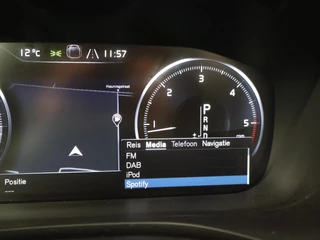 12°C 11:57
Positie
1 2 3 4 5
P
R
N
D
Reis Media Telefoon Navigatie
FM
DAB
iPod
Spotify